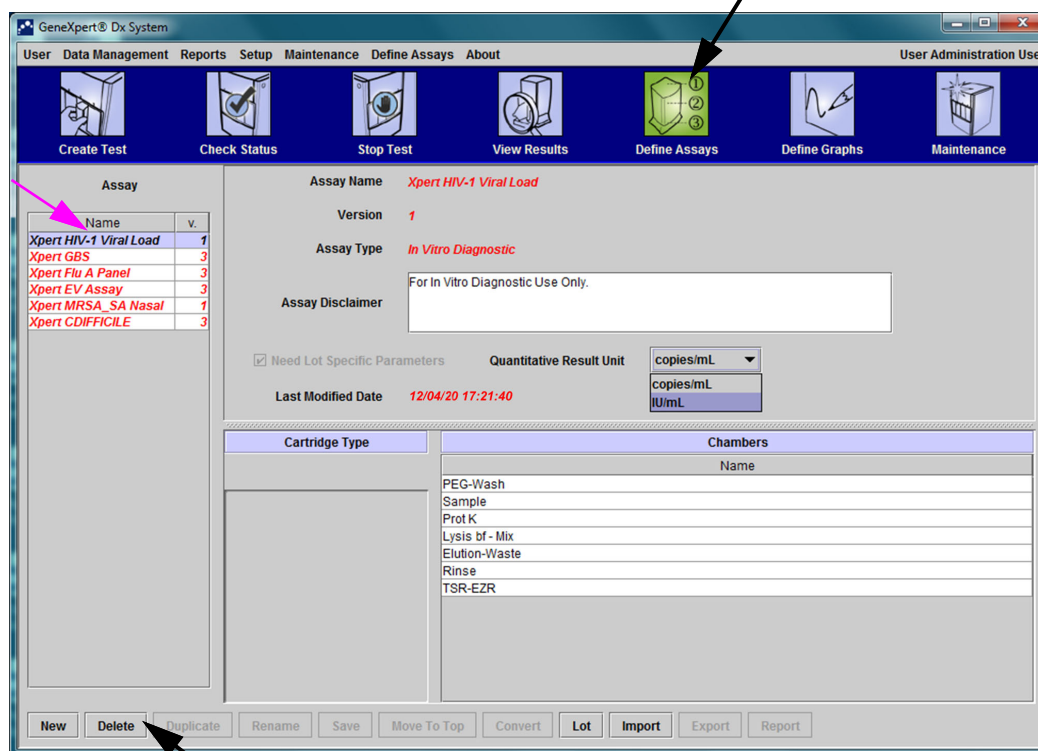 GeneXpert® Dx System
User Data Management Reports Setup Maintenance Define Assays About User Administration Use
① ② ③
Create Test Check Status Stop Test View Results Define Assays Define Graphs Maintenance
Assay
Name v.
Xpert HIV-1 Viral Load 1
Xpert GBS 3
Xpert Flu A Panel 3
Xpert EV Assay 3
Xpert MRSA_SA Nasal 1
Xpert CDIFFICILE 3
Assay Name Xpert HIV-1 Viral Load
Version 1
Assay Type In Vitro Diagnostic
Assay Disclaimer For In Vitro Diagnostic Use Only.
Need Lot Specific Parameters Quantitative Result Unit copies/mL
copies/mL
IU/mL
Last Modified Date 12/04/20 17:21:40
Cartridge Type Chambers
Name
PEG-Wash
Sample
Prot K
Lysis bf - Mix
Elution-Waste
Rinse
TSR-EZR
New Delete Duplicate Rename Save Move To Top Convert Lot Import Export Report